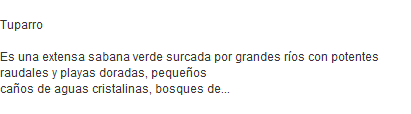 Tuparro
Es una extensa sabana verde surcada por grandes ríos con potentes
raudales y playas doradas, pequeños
caños de aguas cristalinas, bosques de...